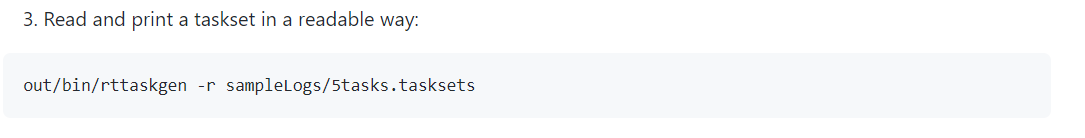 3. Read and print a taskset in a readable way:
out/bin/rttaskgen -r sampleLogs/5tasks.tasksets